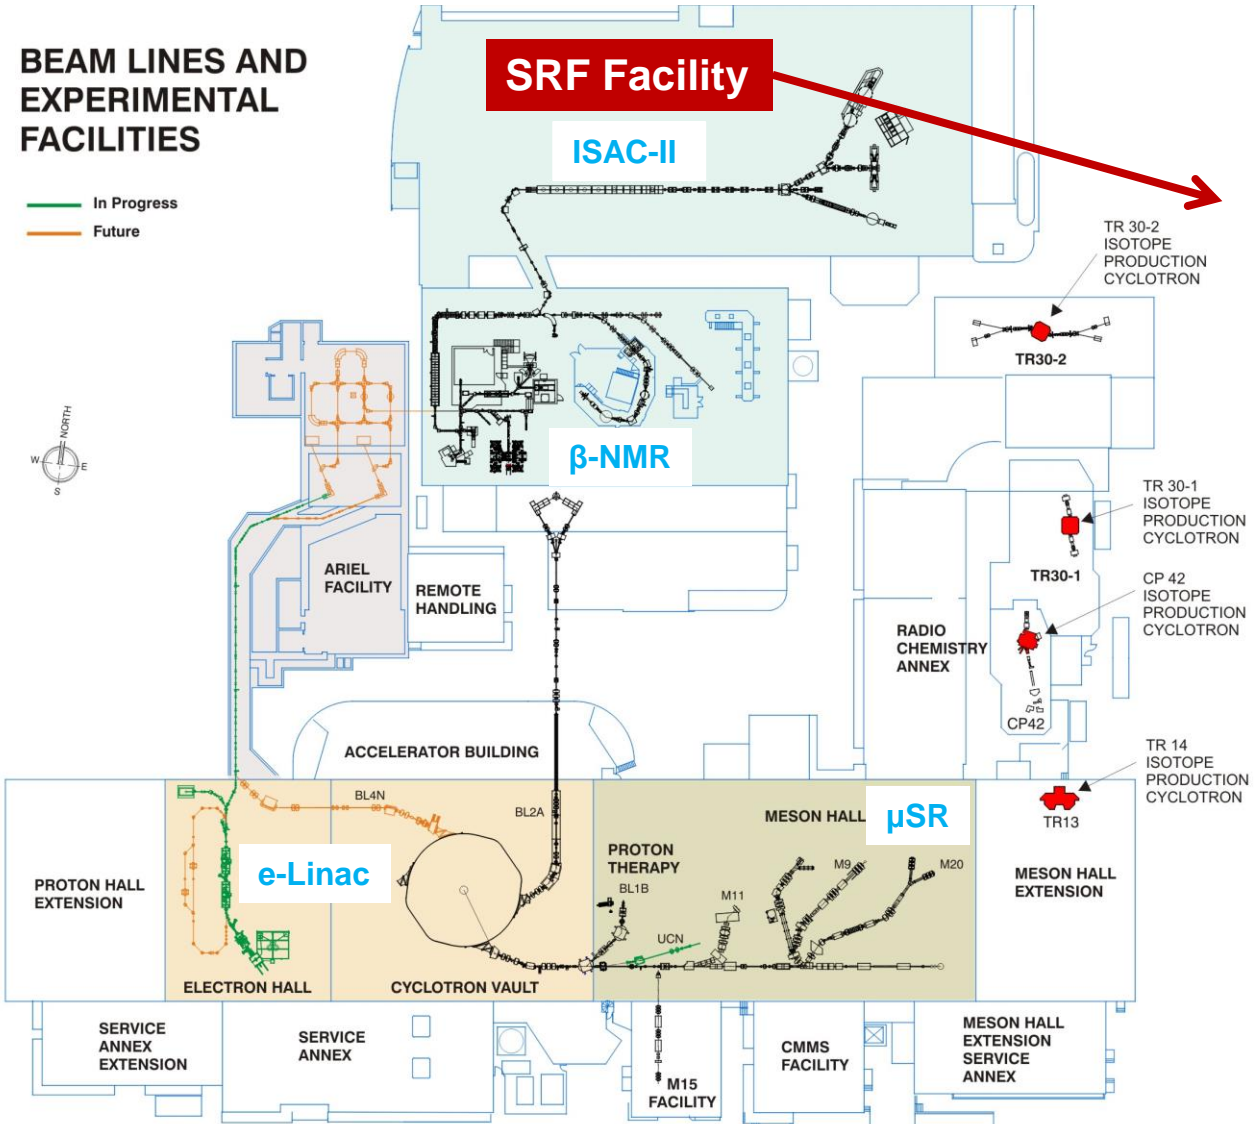 BEAM LINES AND
EXPERIMENTAL
FACILITIES
In Progress
Future
SRF Facility
ISAC-II
TR 30-2
ISOTOPE
PRODUCTION
CYCLOTRON
TR30-2
NORTH
W
E
S
β-NMR
TR 30-1
ISOTOPE
PRODUCTION
CYCLOTRON
TR30-1
ARIEL
FACILITY
REMOTE
HANDLING
CP 42
ISOTOPE
PRODUCTION
CYCLOTRON
RADIO
CHEMISTRY
ANNEX
CP42
ACCELERATOR BUILDING
TR 14
ISOTOPE
PRODUCTION
CYCLOTRON
TR13
BL4N
BL2A
MESON HALL
μSR
e-Linac
PROTON
THERAPY
BL1B
M9
M20
M11
UCN
PROTON HALL
EXTENSION
MESON HALL
EXTENSION
ELECTRON HALL
CYCLOTRON VAULT
SERVICE
ANNEX
EXTENSION
SERVICE
ANNEX
M15
FACILITY
CMMS
FACILITY
MESON HALL
EXTENSION
SERVICE
ANNEX